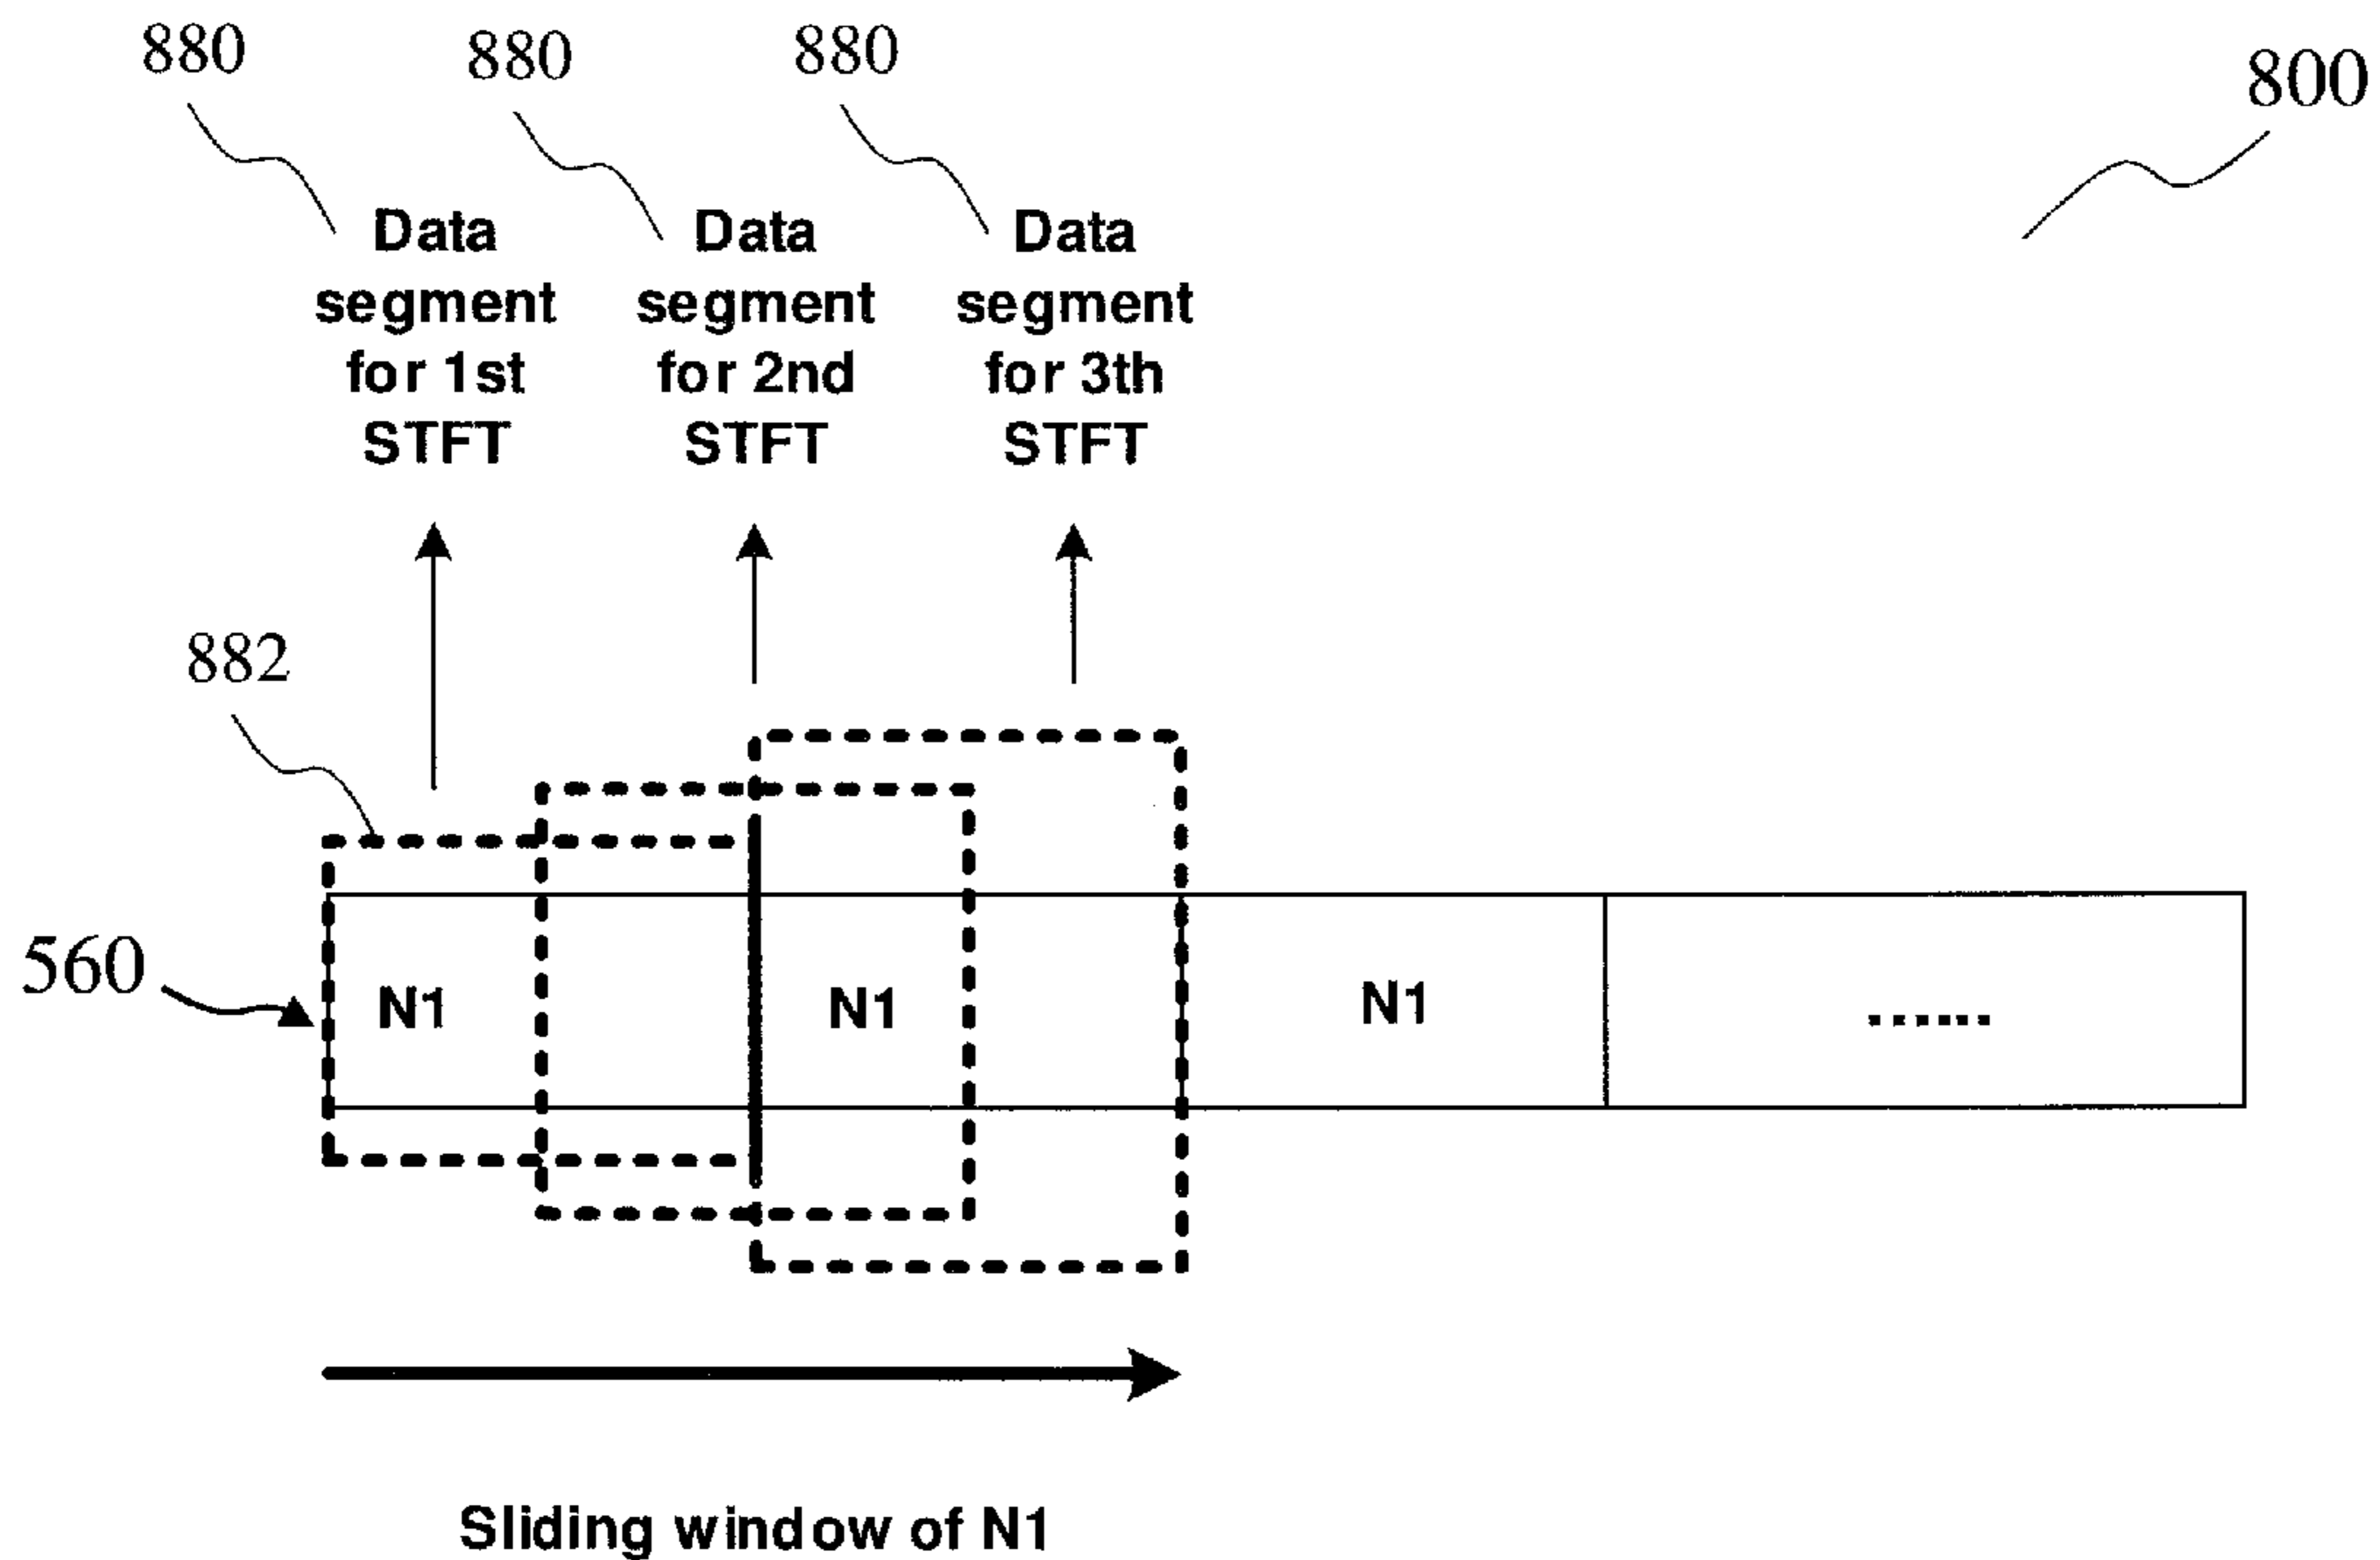 880
880
880
800
Data
segment
for 1st
STFT
Data
segment
for 2nd
STFT
Data
segment
for 3th
STFT
882
560
N1
N1
N1
......
Sliding window of N1